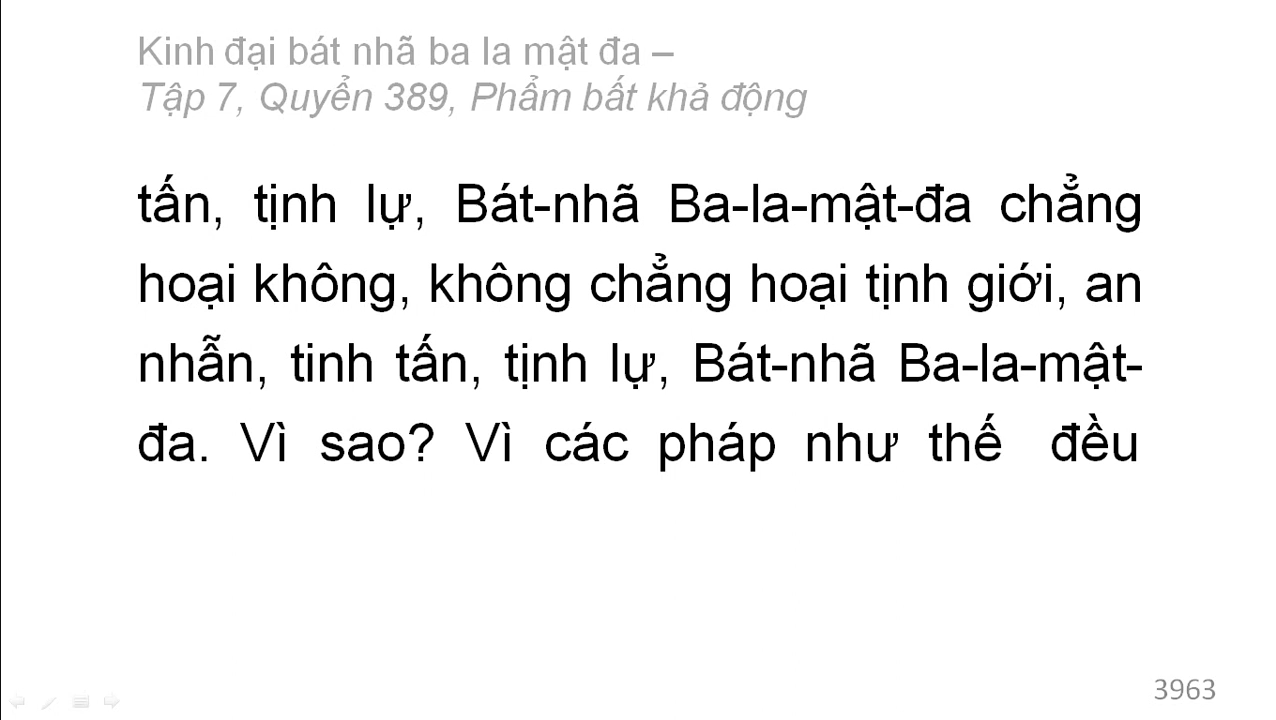 Kinh đại bát nhã ba la mật đa –
Tập 7, Quyển 389, Phẩm bất khả động
tấn, tịnh lự, Bát-nhã Ba-la-mật-đa chẳng
hoại không, không chẳng hoại tịnh giới, an
nhẫn, tinh tấn, tịnh lự, Bát-nhã Ba-la-mật-
đa. Vì sao? Vì các pháp như thế đều
3963